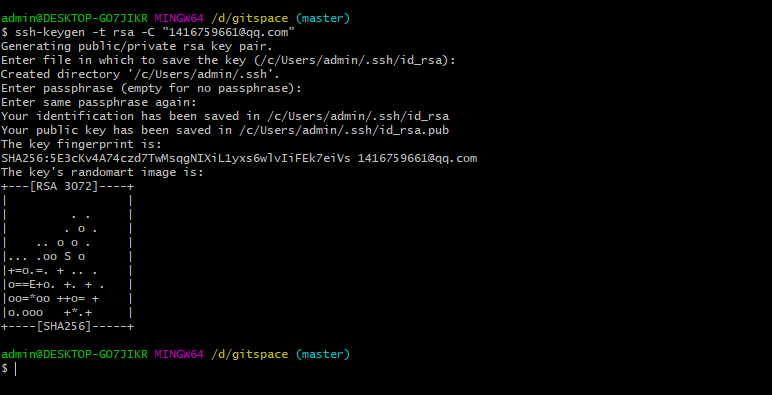 admin@DESKTOP-GO7JIKR MINGW64 /d/gitspace (master)
$ ssh-keygen -t rsa -C "1416759661@qq.com"
Generating public/private rsa key pair.
Enter file in which to save the key (/c/Users/admin/.ssh/id_rsa):
Created directory '/c/Users/admin/.ssh'.
Enter passphrase (empty for no passphrase):
Enter same passphrase again:
Your identification has been saved in /c/Users/admin/.ssh/id_rsa
Your public key has been saved in /c/Users/admin/.ssh/id_rsa.pub
The key fingerprint is:
SHA256:5E3cKv4A74czd7TwMsqgNIXiL1yxs6wlvIiFEk7eiVs 1416759661@qq.com
The key's randomart image is:
+---[RSA 3072]----+
|                 |
|         . .     |
|        . o .    |
|    .. o o .     |
|... .oo S o      |
|+=o.=. + .. .    |
|o==E+o. +. + .   |
|oo=*oo ++o= +    |
|o.ooo   +*.+     |
+----[SHA256]-----+
admin@DESKTOP-GO7JIKR MINGW64 /d/gitspace (master)
$